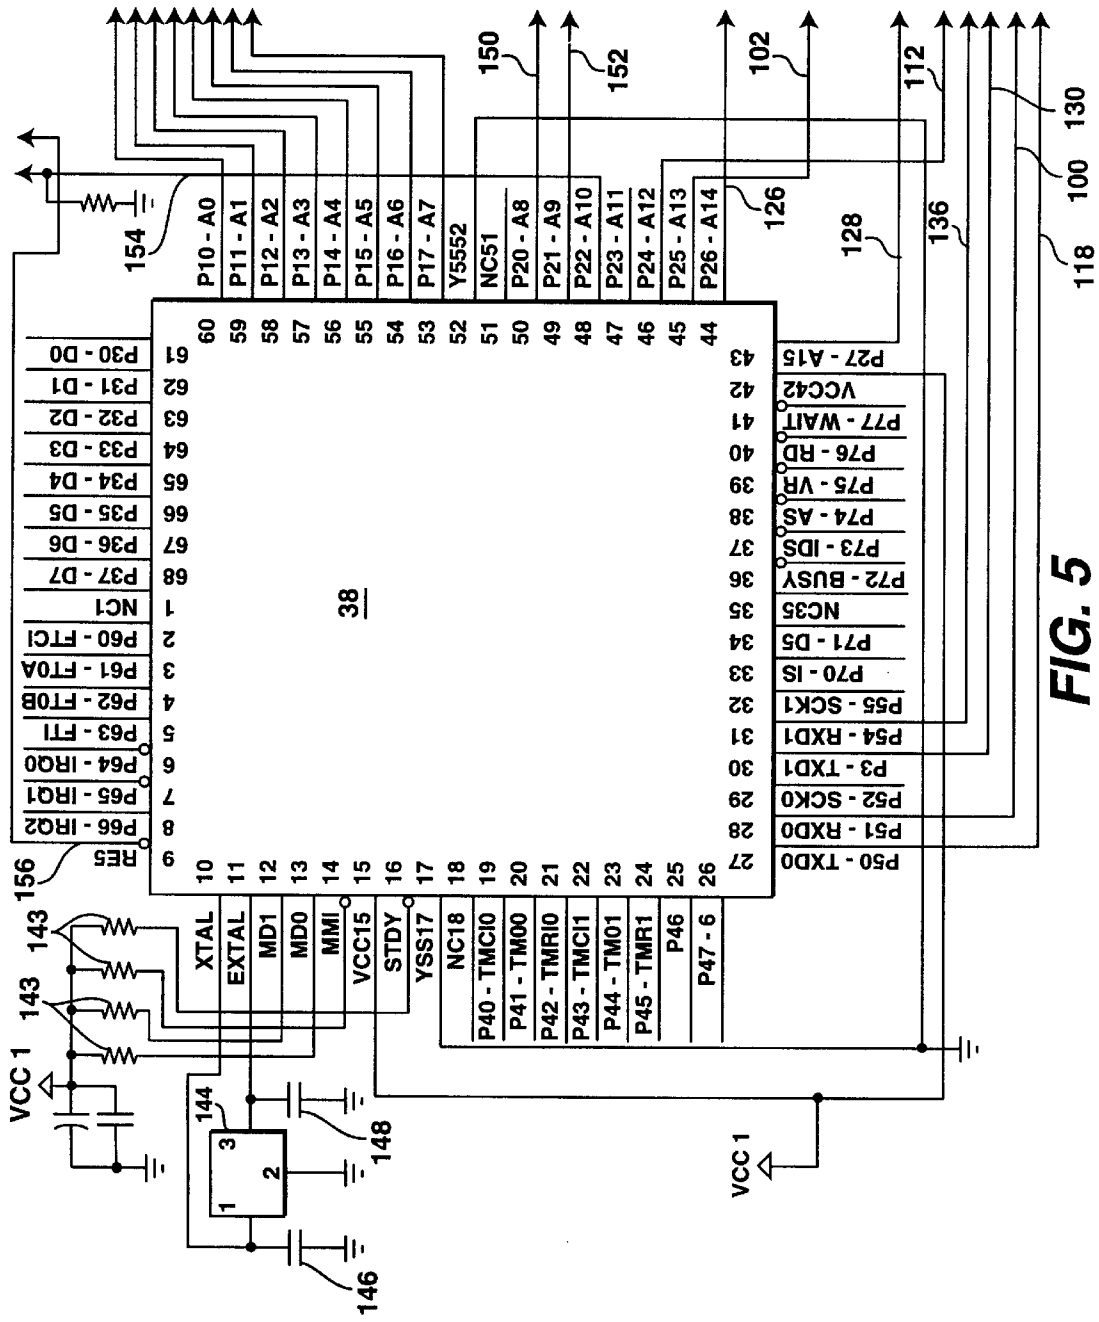 150
152
102
112
130
100
136
118
128
126
154
156
P10 - A0
P11 - A1
P12 - A2
P13 - A3
P14 - A4
P15 - A5
P16 - A6
P17 - A7
Y5552
NC51
P20 - A8
P21 - A9
P22 - A10
P23 - A11
P24 - A12
P25 - A13
P26 - A14
60
59
58
57
56
55
54
53
52
51
50
49
48
47
46
45
44
P30 - D0
P31 - D1
P32 - D2
P33 - D3
P34 - D4
P35 - D5
P36 - D6
P37 - D7
NC1
P60 - FTCI
P61 - FT0A
P62 - FT0B
P63 - FTI
P64 - IRQ0
P65 - IRQ1
P66 - IRQ2
RE5
61
62
63
64
65
66
67
68
1
2
3
4
5
6
7
8
9
38
43
42
41
40
39
38
37
36
35
34
33
32
31
30
29
28
27
P27 - A15
VCC42
P77 - WAIT
P76 - RD
P75 - VR
P74 - AS
P73 - IDS
P72 - BUSY
NC35
P71 - D5
P70 - IS
P55 - SCK1
P54 - RXD1
P3 - TXD1
P52 - SCK0
P51 - RXD0
P50 - TXD0
10
11
12
13
14
15
16
17
18
19
20
21
22
23
24
25
26
XTAL
EXTAL
MD1
MD0
MMI
VCC15
STDY
YSS17
NC18
P40 - TMCI0
P41 - TM00
P42 - TMRI0
P43 - TMCI1
P44 - TM01
P45 - TMR1
P46
P47 - 6
143
143
VCC 1
144
1
2
3
148
146
VCC 1
FIG. 5